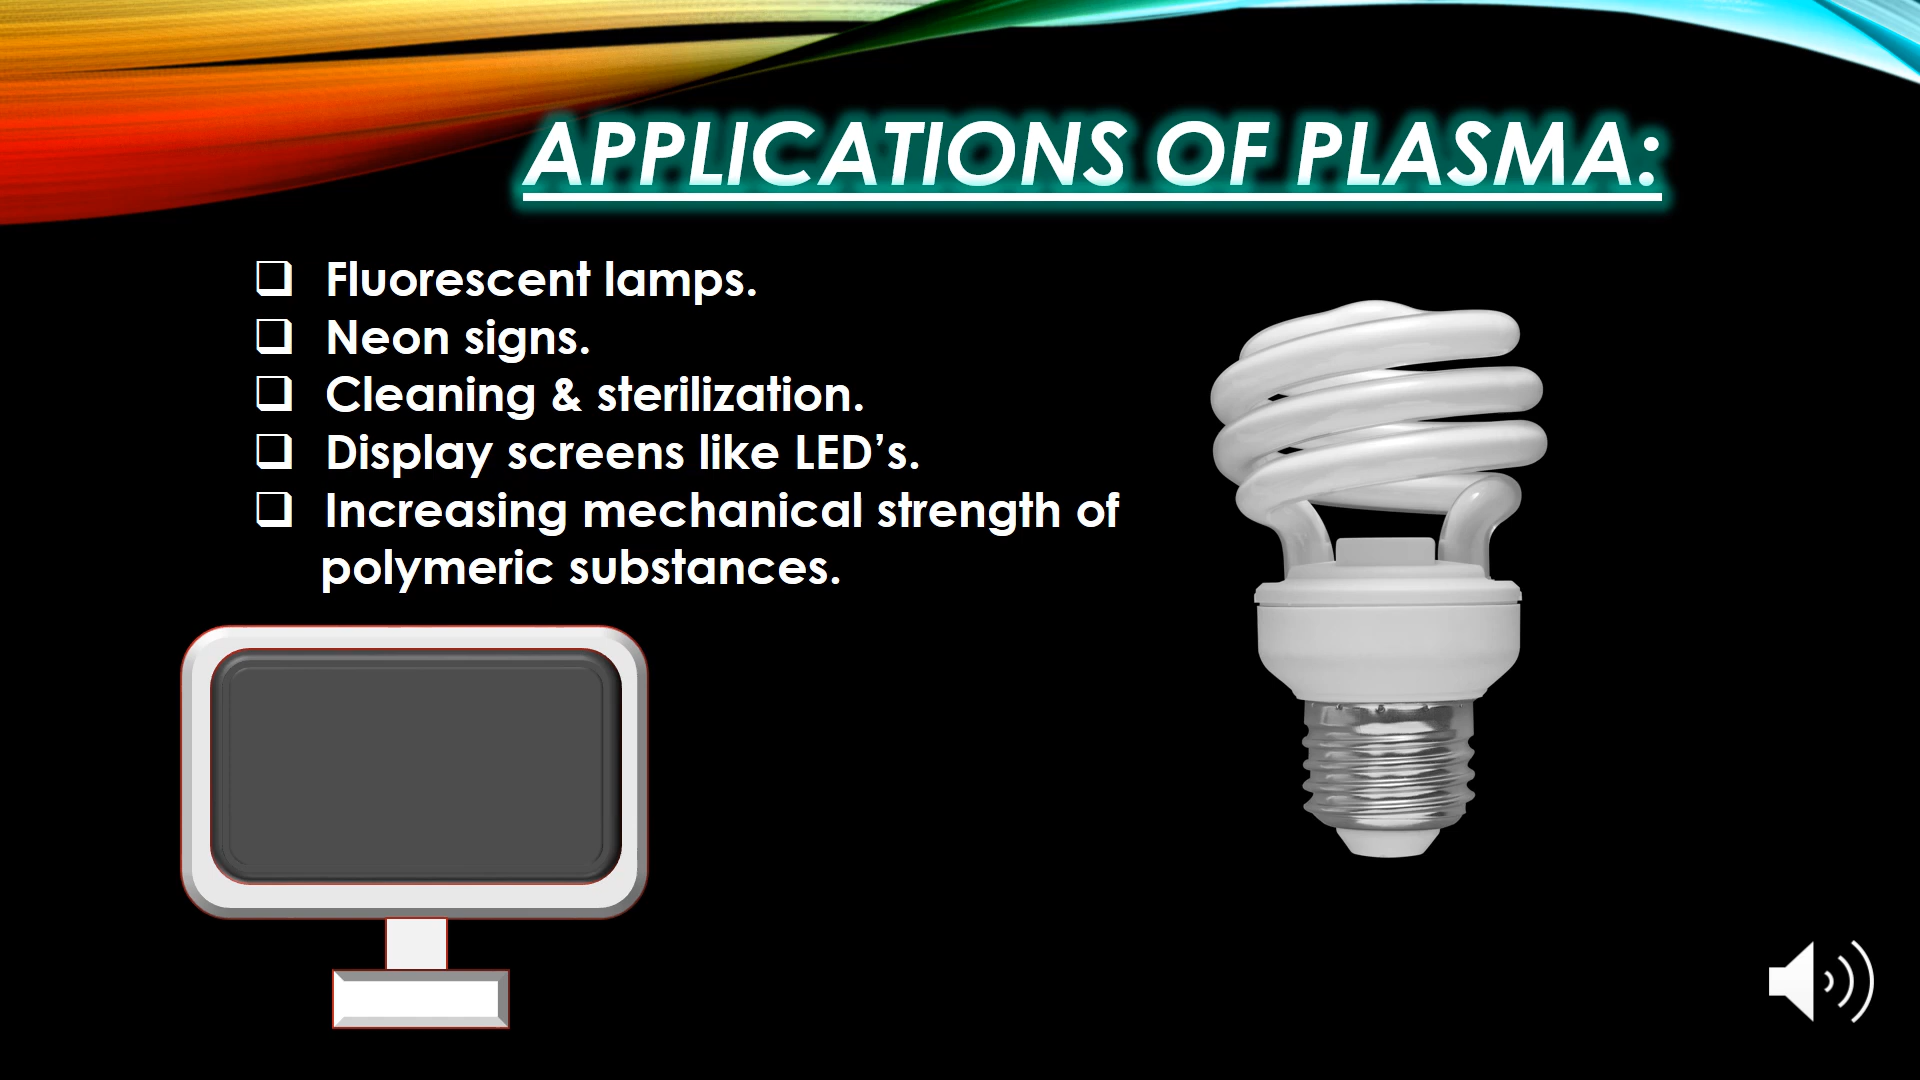 APPLICATIONS OF PLASMA:
❑ Fluorescent lamps.
❑ Neon signs.
❑ Cleaning & sterilization.
❑ Display screens like LED’s.
❑ Increasing mechanical strength of
polymeric substances.